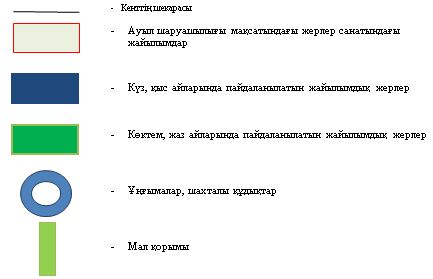 - Кенттің шекарасы
- Ауыл шаруашылығы мақсатындағы жерлер санатындағы
жайылымдар
- Күз, қыс айларында пайдаланылатын жайылымдық жерлер
- Көктем, жаз айларында пайдаланылатын жайылымдық жерлер
- Ұңғымалар, шахталы құдықтар
- Мал қорымы